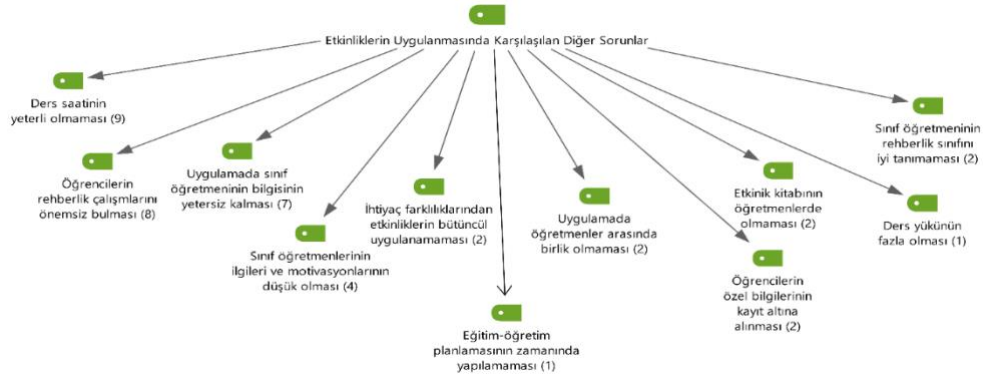 Etkinliklerin Uygulanmasında Karşılaşılan Diğer Sorunlar
Ders saatinin
yeterli olmaması (9)
Öğrencilerin
rehberlik çalışmlarını
önemsiz bulması (8)
Uygulamada sınıf
öğretmeninin bilgisinin
yetersiz kalması (7)
Sınıf öğretmenlerinin
ilgileri ve motivasyonlarının
düşük olması (4)
İhtiyaç farklılıklarından
etkinliklerin bütüncül
uygulanamaması (2)
Eğitim-öğretim
planlamasının zamanında
yapılamaması (1)
Uygulamada
öğretmenler arasında
birlik olmaması (2)
Öğrencilerin
özel bilgilerinin
kayıt altına
alınması (2)
Etkinik kitabının
öğretmenlerde
olmaması (2)
Ders yükünün
fazla olması (1)
Sınıf öğretmeninin
rehberlik sınıfını
iyi tanımaması (2)